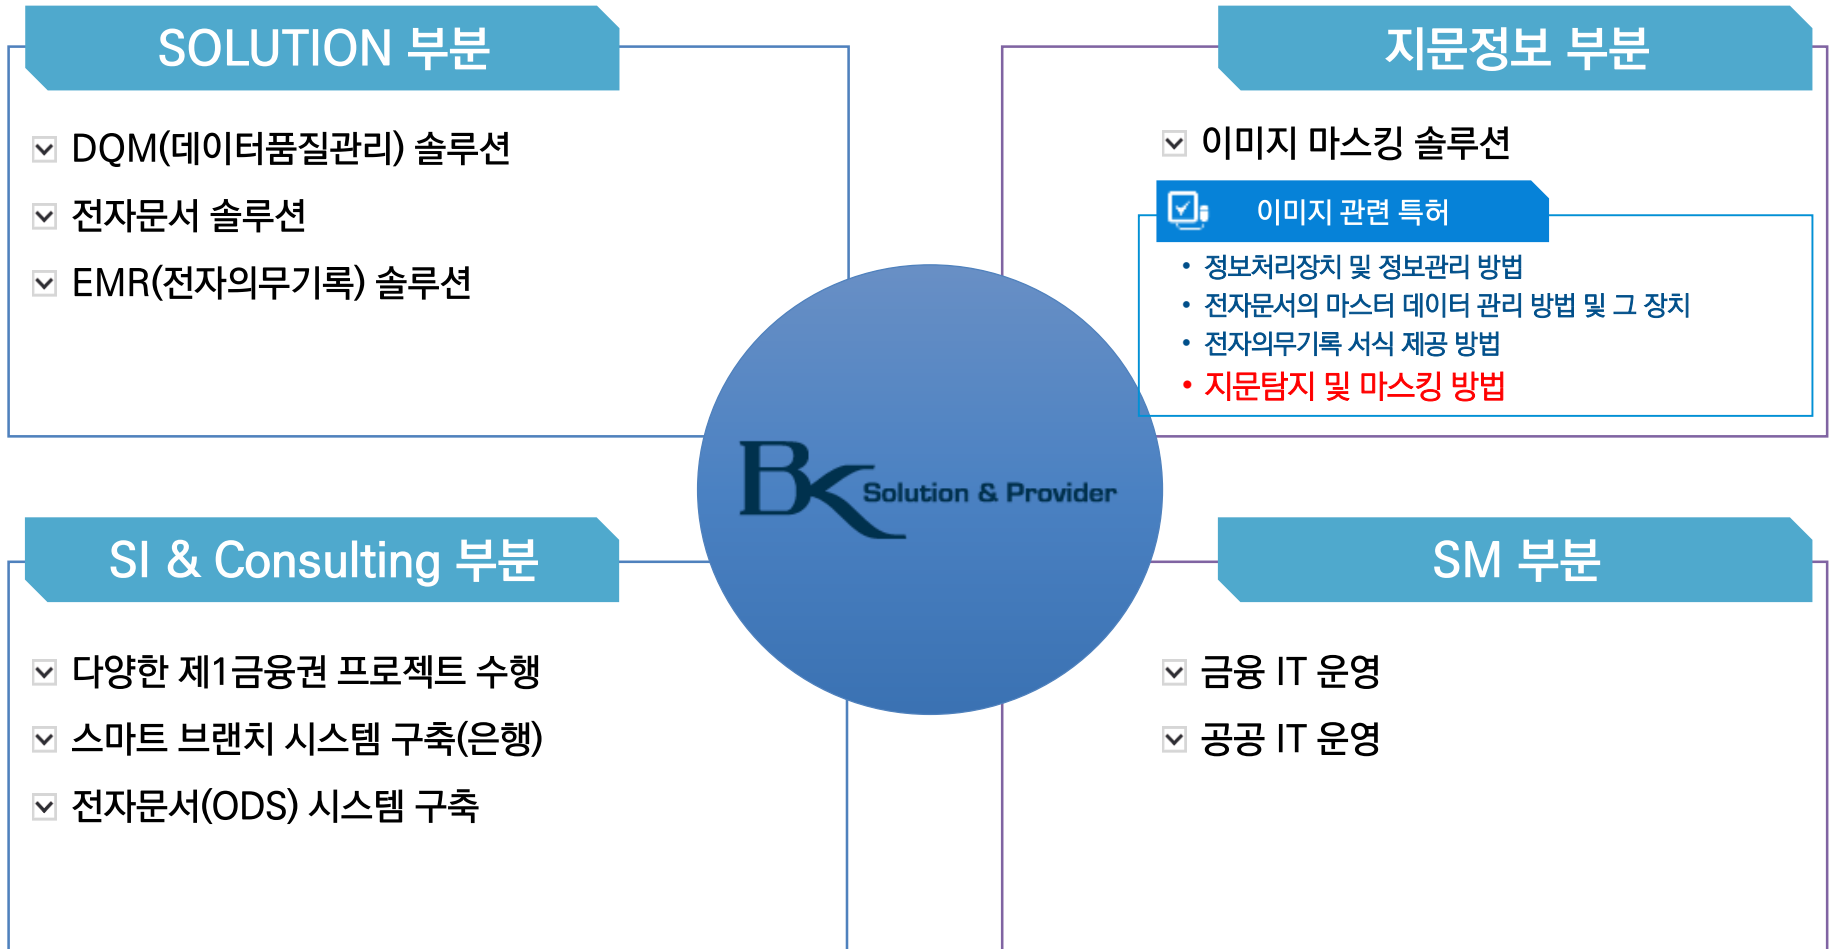 SOLUTION 부분
DQM(데이터품질관리) 솔루션
전자문서 솔루션
EMR(전자의무기록) 솔루션
지문정보 부분
이미지 마스킹 솔루션
이미지 관련 특허
• 정보처리장치 및 정보관리 방법
• 전자문서의 마스터 데이터 관리 방법 및 그 장치
• 전자의무기록 서식 제공 방법
• 지문탐지 및 마스킹 방법
BK Solution & Provider
SI & Consulting 부분
다양한 제1금융권 프로젝트 수행
스마트 브랜치 시스템 구축(은행)
전자문서(ODS) 시스템 구축
SM 부분
금융 IT 운영
공공 IT 운영